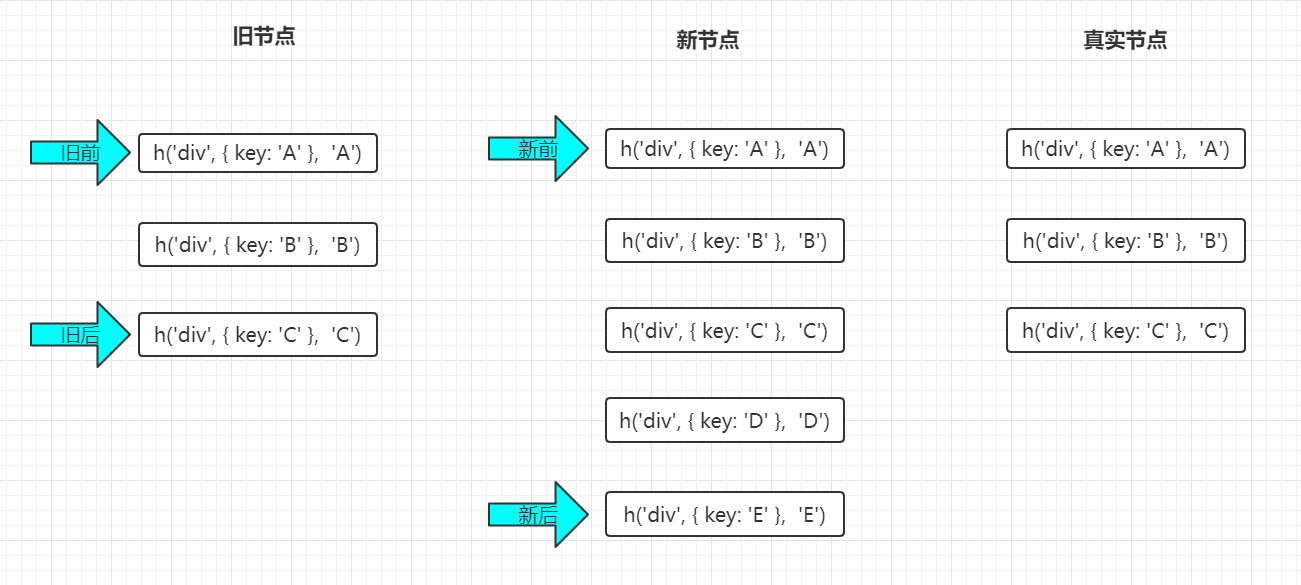 旧节点
新节点
真实节点
旧前
h('div', { key: 'A' },  'A')
新前
h('div', { key: 'A' },  'A')
h('div', { key: 'A' },  'A')
h('div', { key: 'B' },  'B')
h('div', { key: 'B' },  'B')
h('div', { key: 'B' },  'B')
旧后
h('div', { key: 'C' },  'C')
h('div', { key: 'C' },  'C')
h('div', { key: 'C' },  'C')
h('div', { key: 'D' },  'D')
新后
h('div', { key: 'E' },  'E')